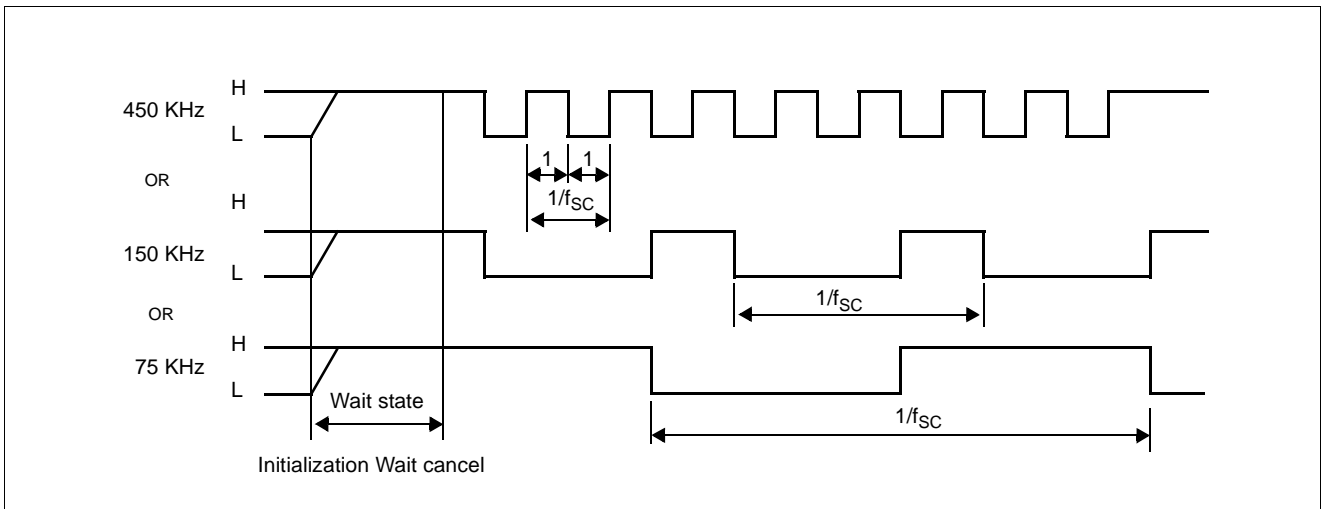 H
450 KHz
L
1 1
OR
1/fSC
H
150 KHz
L
1/fSC
OR
H
75 KHz
L
Wait state
1/fSC
Initialization Wait cancel